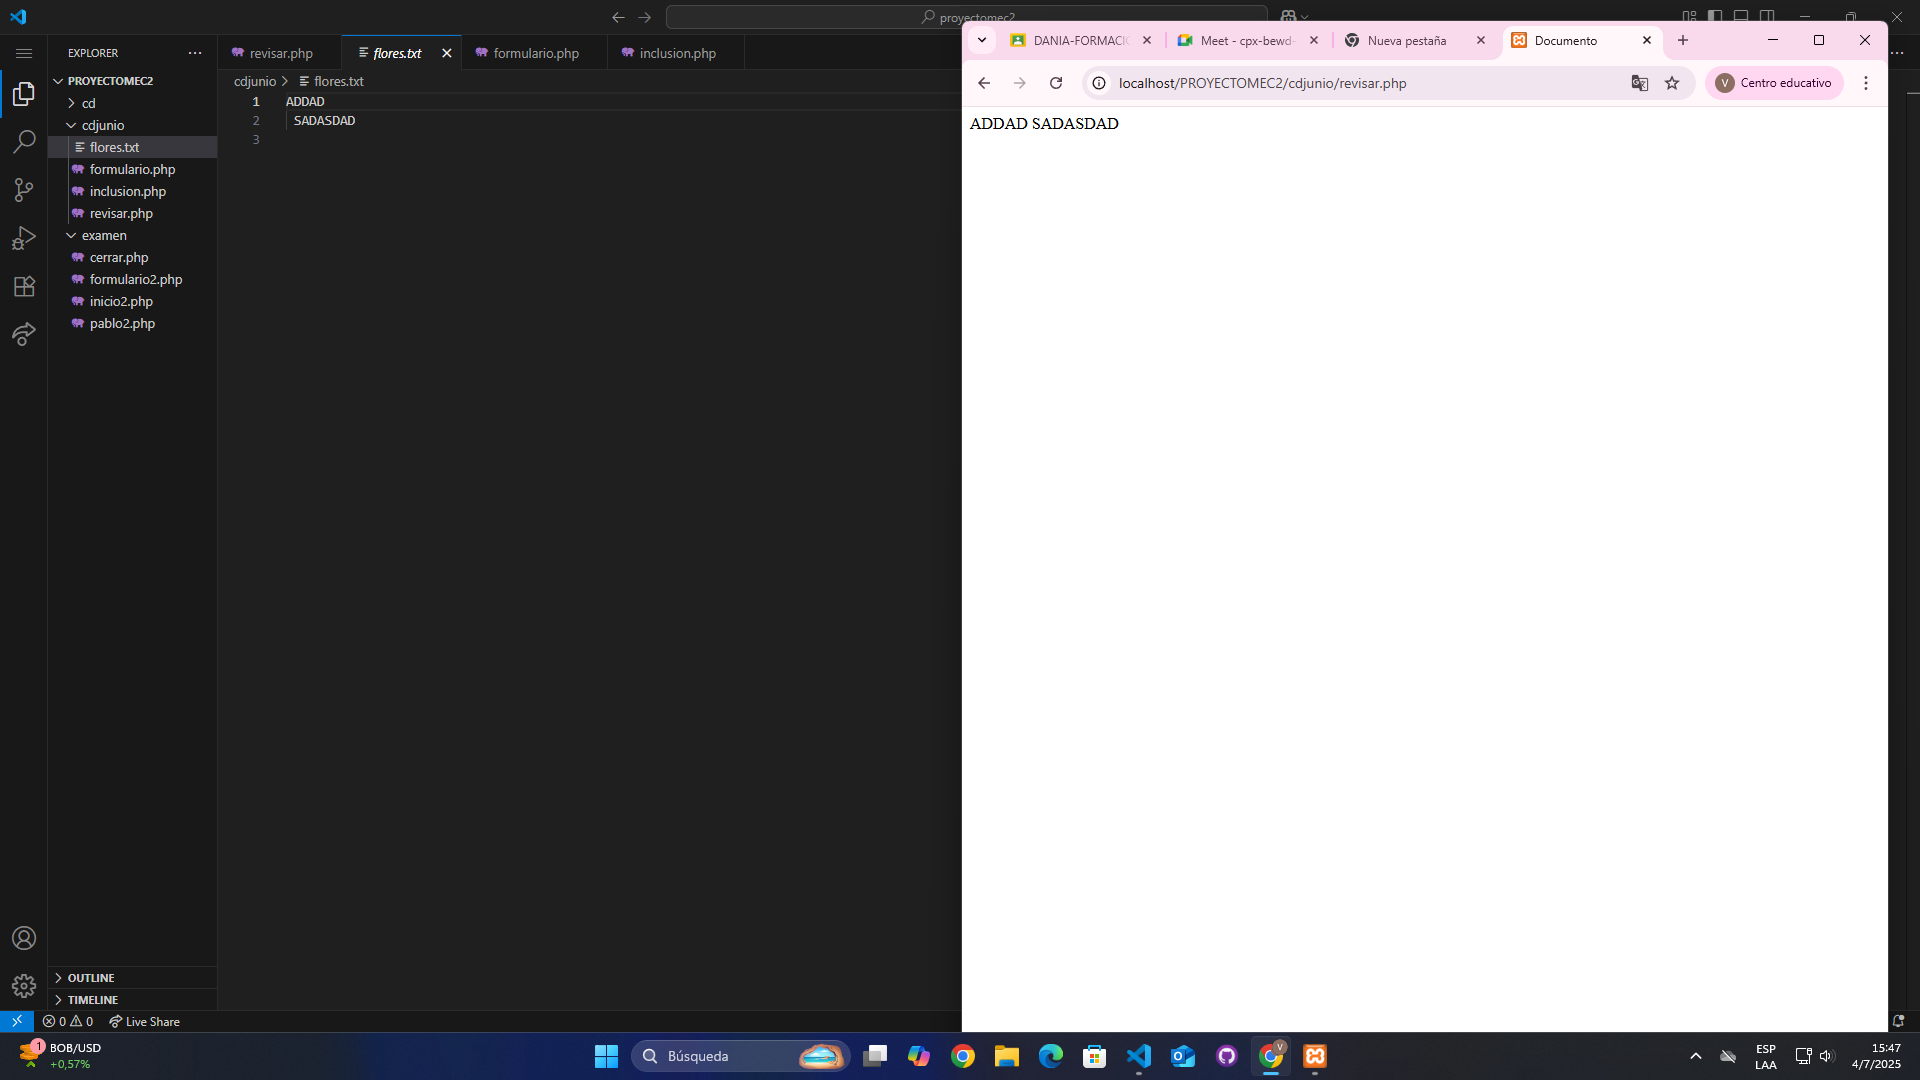 proyectomec2
EXPLORER
PROYECTOMEC2
cd
cdjunio
flores.txt
formulario.php
inclusion.php
revisar.php
examen
cerrar.php
formulario2.php
inicio2.php
pablo2.php
OUTLINE
TIMELINE
revisar.php
flores.txt
formulario.php
inclusion.php
cdjunio > flores.txt
1 ADDAD
2 SADASDAD
3
0 0 Live Share
DANIA-FORMACI
Meet - cpx-bewd-
Nueva pestaña
Documento
localhost/PROYECTOMEC2/cdjunio/revisar.php
V Centro educativo
ADDAD SADASDAD
1
BOB/USD
+0,57%
Búsqueda
V
ESP
LAA
15:47
4/7/2025